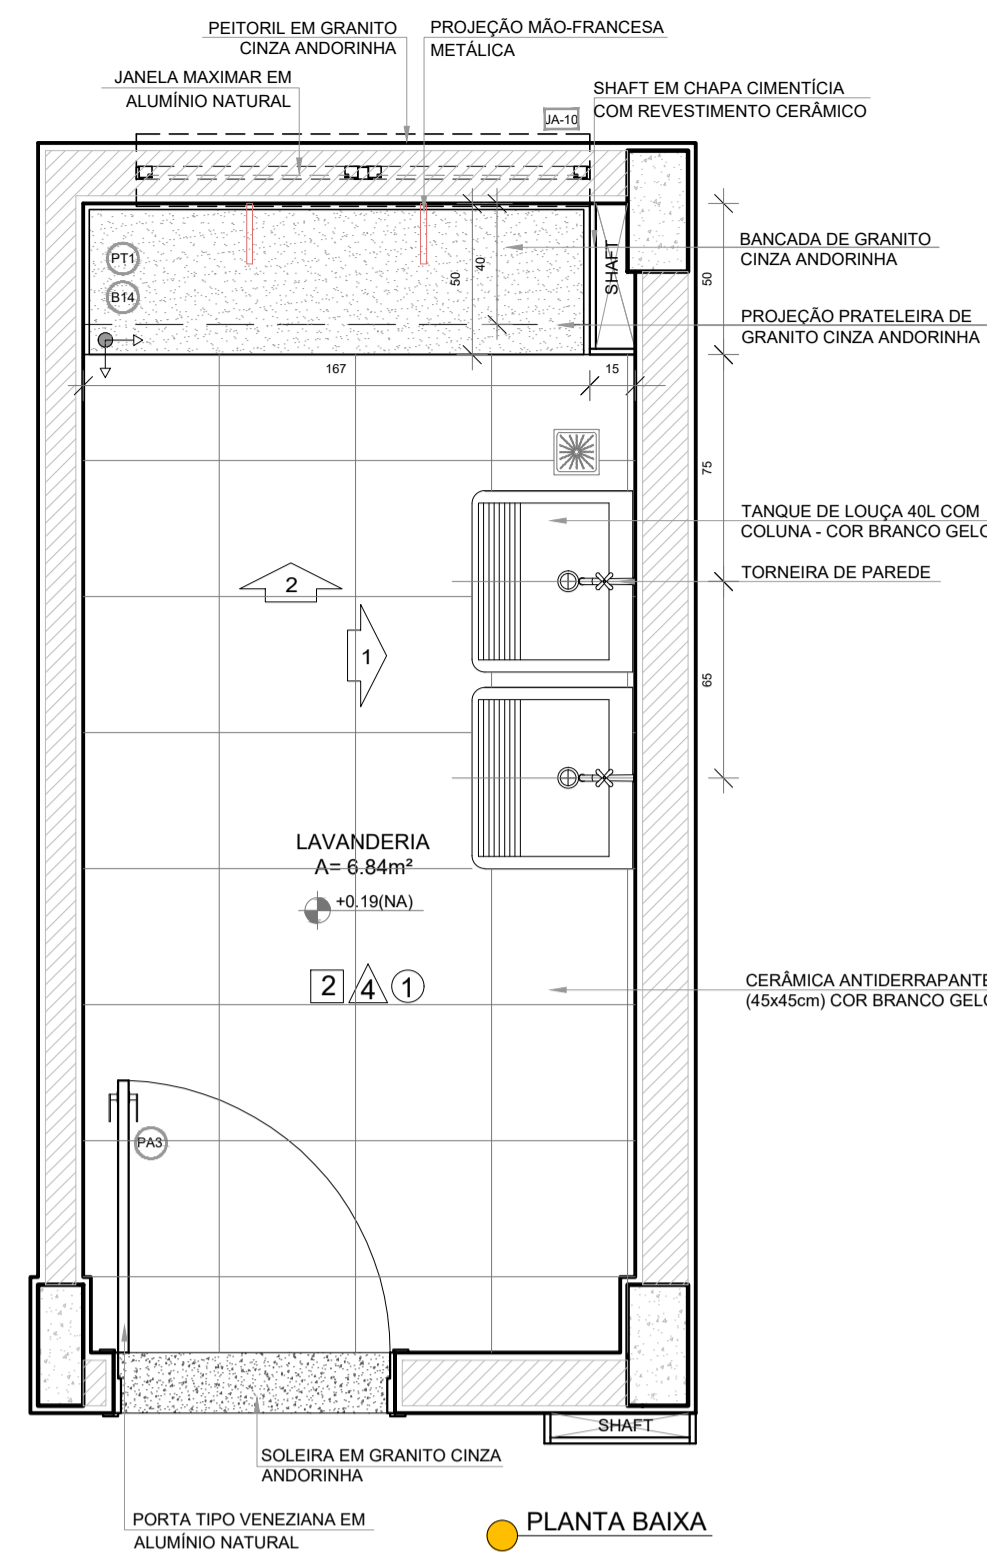 PEITORIL EM GRANITO
CINZA ANDORINHA
PROJEÇÃO MÃO-FRANCESA
METÁLICA
JANELA MAXIMAR EM
ALUMÍNIO NATURAL
SHAFT EM CHAPA CIMENTÍCIA
COM REVESTIMENTO CERÂMICO
JA-10
BANCADA DE GRANITO
CINZA ANDORINHA
SHAFT
PT1
B14
50
40
50
PROJEÇÃO PRATELEIRA DE
GRANITO CINZA ANDORINHA
167
15
75
TANQUE DE LOUÇA 40L COM
COLUNA - COR BRANCO GELO
TORNEIRA DE PAREDE
2
1
65
LAVANDERIA
A= 6.84m²
+0.19(NA)
2 4 1
CERÂMICA ANTIDERRAPANTE
(45x45cm) COR BRANCO GELO
PA3
SHAFT
SOLEIRA EM GRANITO CINZA
ANDORINHA
PORTA TIPO VENEZIANA EM
ALUMÍNIO NATURAL
PLANTA BAIXA